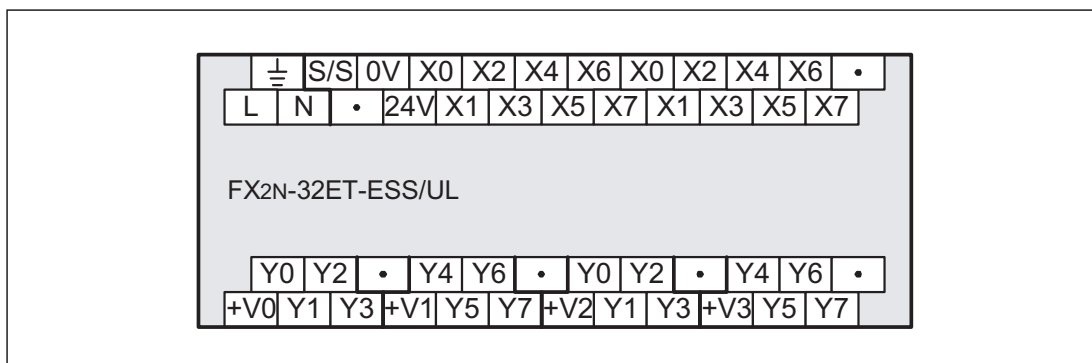 ⏚ S/S 0V X0 X2 X4 X6 X0 X2 X4 X6 •
L N • 24V X1 X3 X5 X7 X1 X3 X5 X7
FX2N-32ET-ESS/UL
Y0 Y2 • Y4 Y6 • Y0 Y2 • Y4 Y6 •
+V0 Y1 Y3 +V1 Y5 Y7 +V2 Y1 Y3 +V3 Y5 Y7